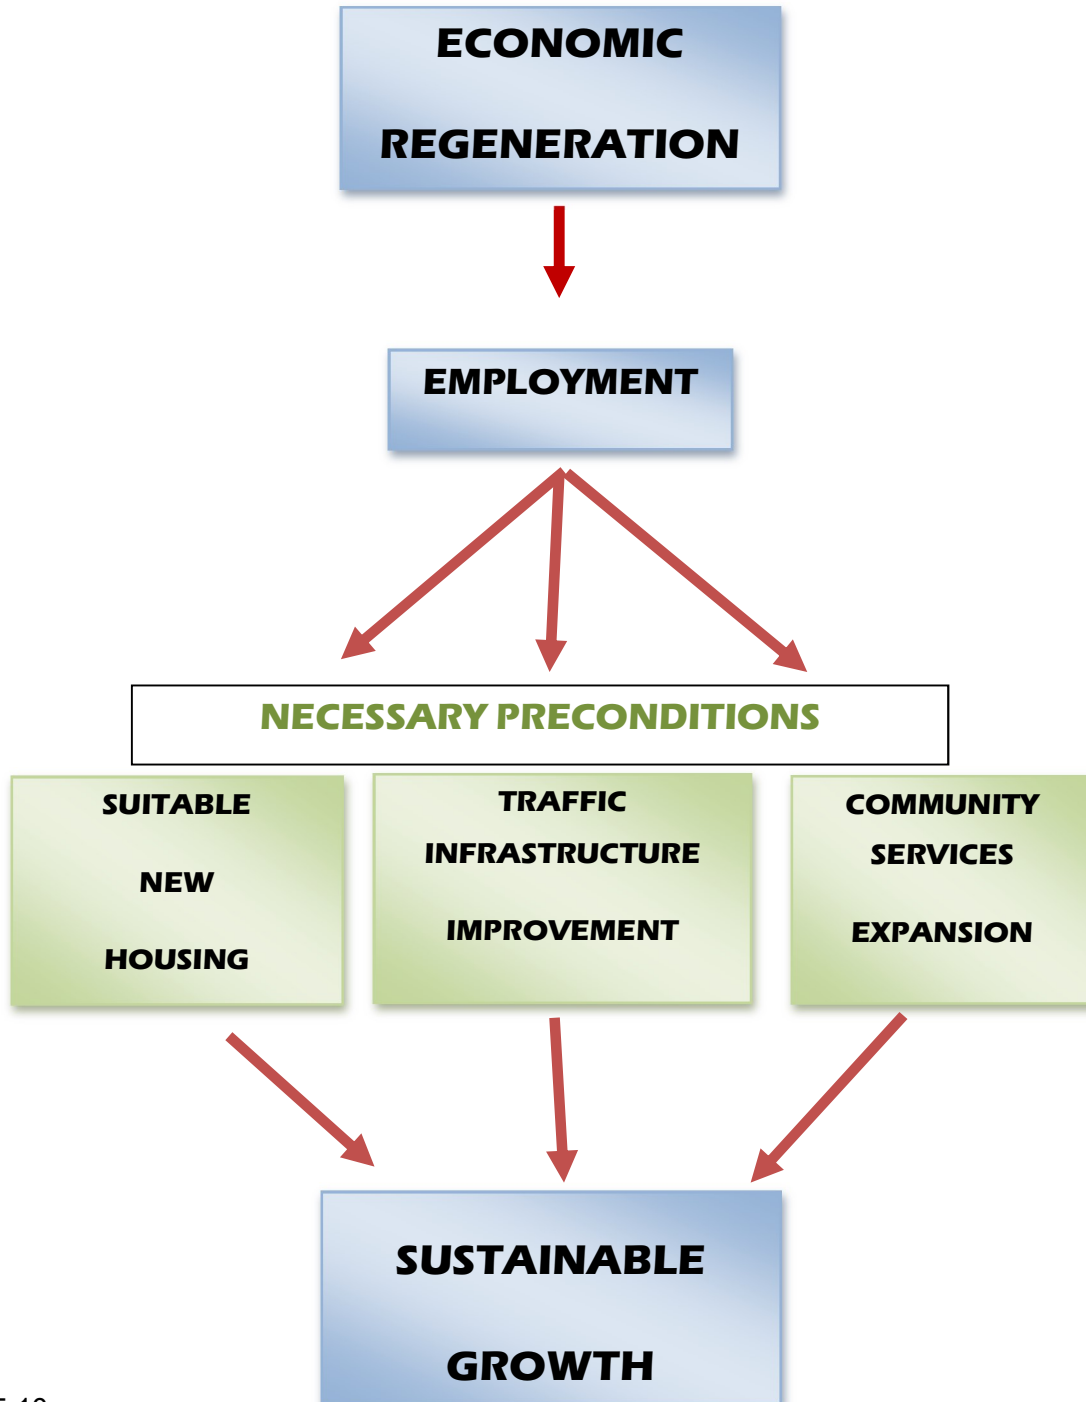 ECONOMIC
REGENERATION
EMPLOYMENT
NECESSARY PRECONDITIONS
SUITABLE
NEW
HOUSING
TRAFFIC
INFRASTRUCTURE
IMPROVEMENT
COMMUNITY
SERVICES
EXPANSION
SUSTAINABLE
GROWTH